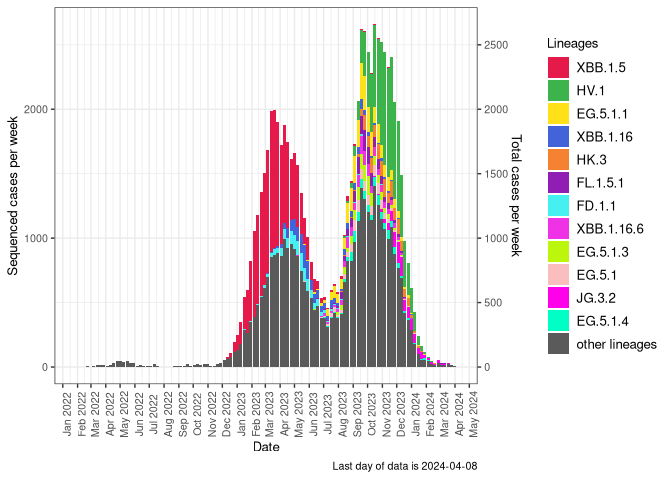 Sequenced cases per week
2000
1000
0
2500
2000
1500
1000
500
0
Total cases per week
Jan 2022
Feb 2022
Mar 2022
Apr 2022
May 2022
Jun 2022
Jul 2022
Aug 2022
Sep 2022
Oct 2022
Nov 2022
Dec 2022
Jan 2023
Feb 2023
Mar 2023
Apr 2023
May 2023
Jun 2023
Jul 2023
Aug 2023
Sep 2023
Oct 2023
Nov 2023
Dec 2023
Jan 2024
Feb 2024
Mar 2024
Apr 2024
May 2024
Date
Last day of data is 2024-04-08
Lineages
XBB.1.5
HV.1
EG.5.1.1
XBB.1.16
HK.3
FL.1.5.1
FD.1.1
XBB.1.16.6
EG.5.1.3
EG.5.1
JG.3.2
EG.5.1.4
other lineages